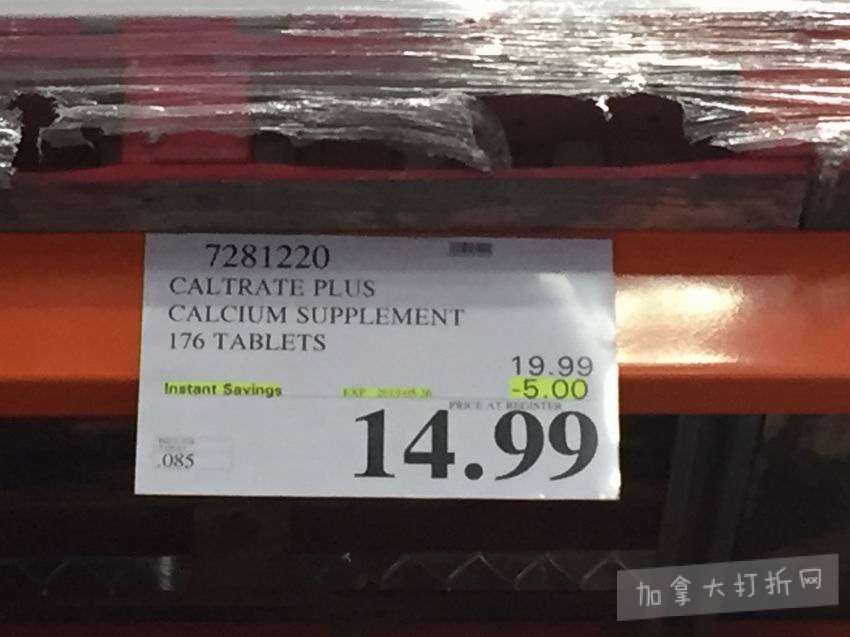 7281220
CALTRATE PLUS
CALCIUM SUPPLEMENT
176 TABLETS
19.99
Instant Savings
-5.00
PRICE AT REGISTER
14.99
.085
加拿大打折网